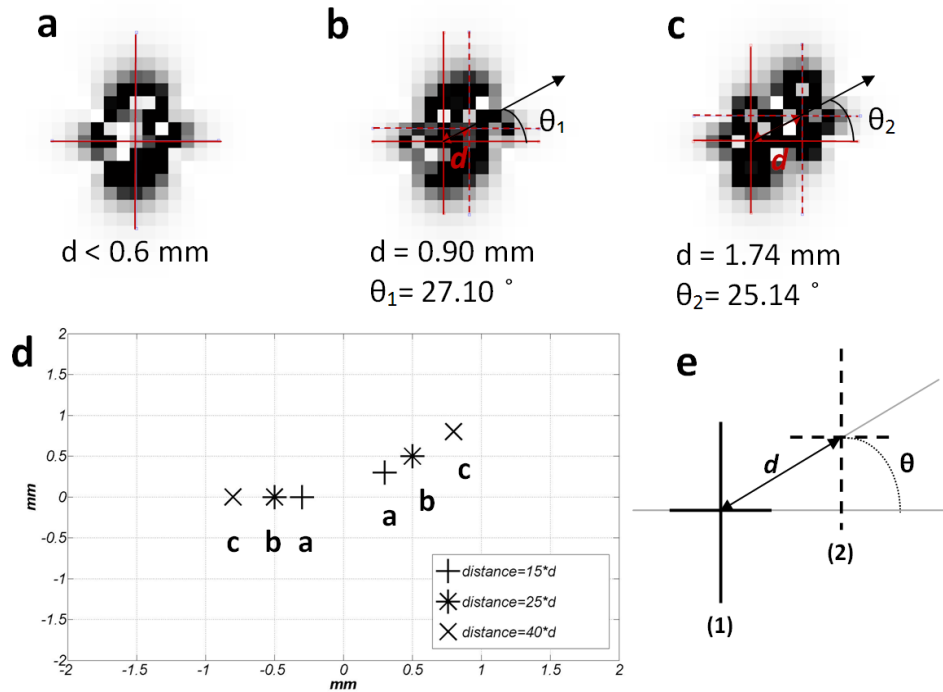 a
b
c
θ1
θ2
d
d
d < 0.6 mm
d = 0.90 mm
θ1= 27.10 °
d = 1.74 mm
θ2= 25.14 °
d
2
1.5
1
0.5
0
-0.5
-1
-1.5
-2
mm
-2 -1.5 -1 -0.5 0 0.5 1 1.5 2
mm
c b a
a b c
distance=15*d
distance=25*d
distance=40*d
e
d
θ
(2)
(1)